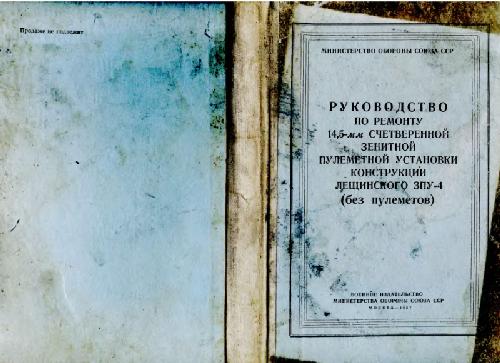 Продаже не подлежит
МИНИСТЕРСТВО ОБОРОНЫ СОЮЗА ССР
РУКОВОДСТВО
ПО РЕМОНТУ
14,5-мм СЧЕТВЕРЕННОЙ
ЗЕНИТНОЙ
ПУЛЕМЕТНОЙ УСТАНОВКИ
КОНСТРУКЦИИ
ЛЕЩИНСКОГО ЗПУ-4
(без пулеметов)
ВОЕННОЕ ИЗДАТЕЛЬСТВО
МИНИСТЕРСТВА ОБОРОНЫ СОЮЗА ССР
МОСКВА—1957